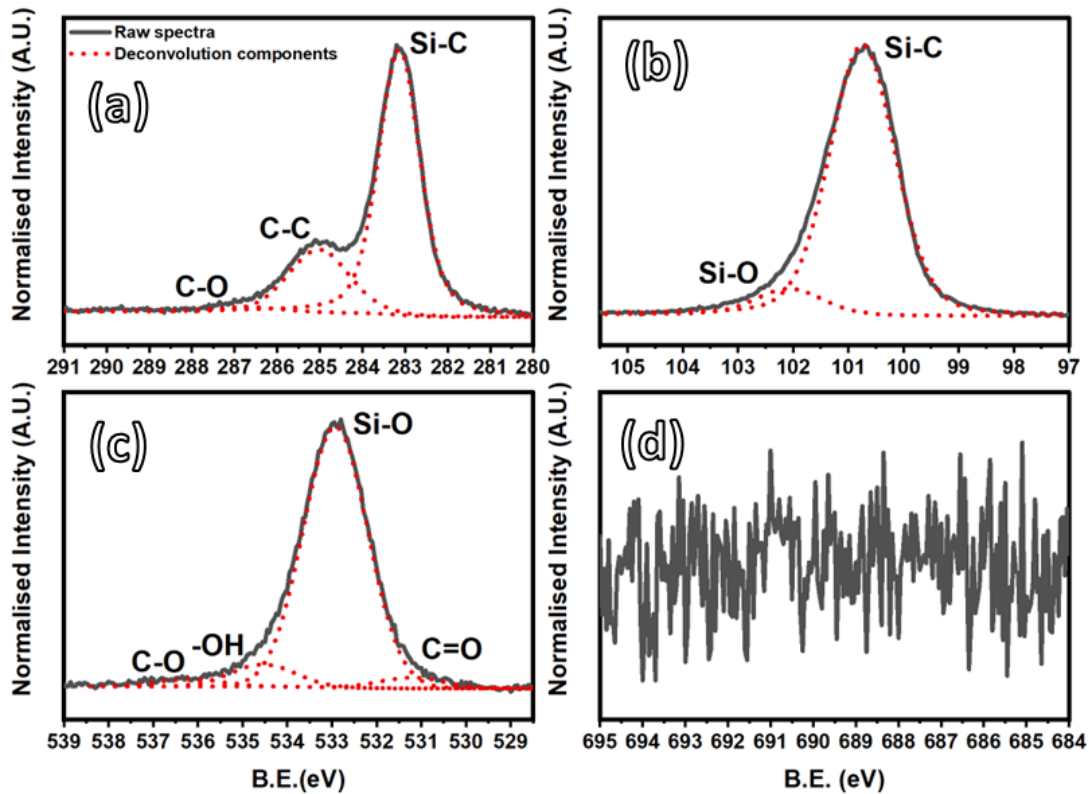 Raw spectra
Deconvolution components
(a)
Si-C
C-C
C-O
Normalised Intensity (A.U.)
291 290 289 288 287 286 285 284 283 282 281 280
(b)
Si-C
Si-O
Normalised Intensity (A.U.)
105 104 103 102 101 100 99 98 97
(c)
Si-O
C-O
-OH
C=O
Normalised Intensity (A.U.)
539 538 537 536 535 534 533 532 531 530 529
B.E.(eV)
(d)
Normalised Intensity (A.U.)
695 694 693 692 691 690 689 688 687 686 685 684
B.E. (eV)